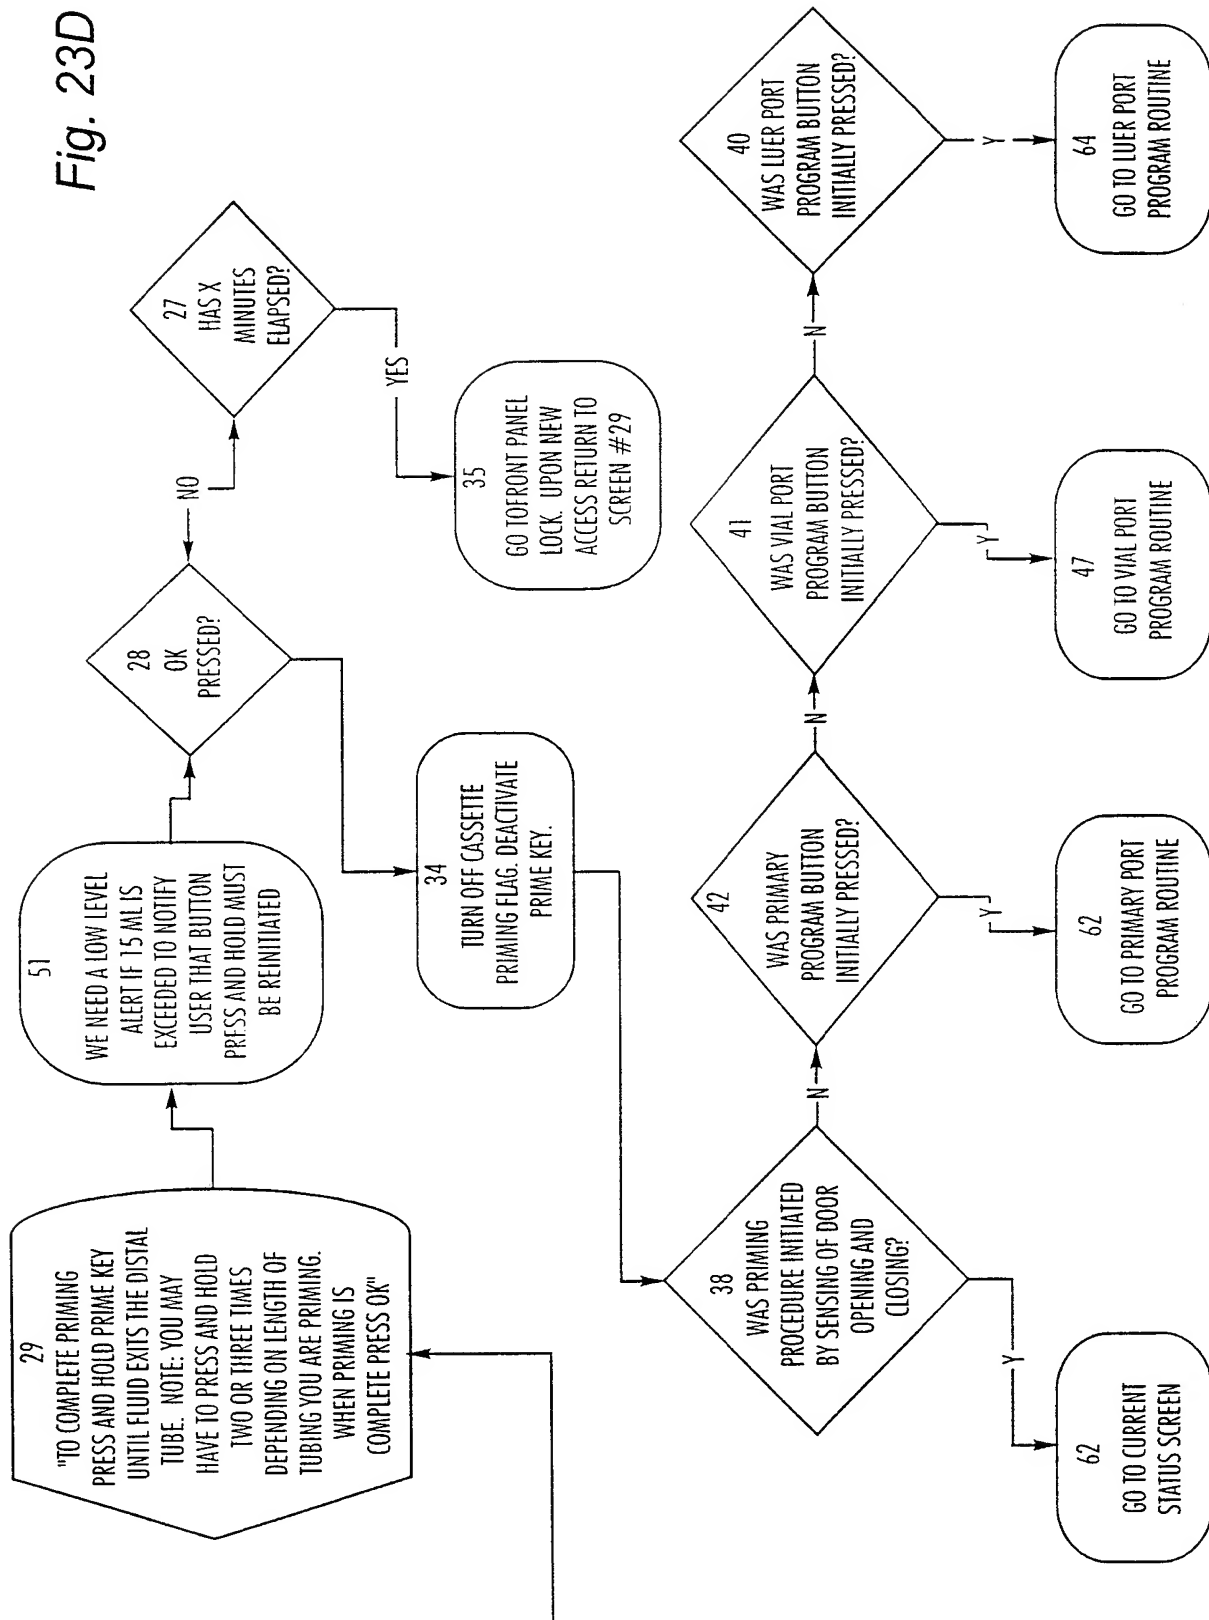 Fig. 23D
29
"TO COMPLETE PRIMING
PRESS AND HOLD PRIME KEY
UNTIL FLUID EXITS THE DISTAL
TUBE. NOTE: YOU MAY
HAVE TO PRESS AND HOLD
TWO OR THREE TIMES
DEPENDING ON LENGTH OF
TUBING YOU ARE PRIMING.
WHEN PRIMING IS
COMPLETE PRESS OK"
51
WE NEED A LOW LEVEL
ALERT IF 15 ML IS
EXCEEDED TO NOTIFY
USER THAT BUTTON
PRESS AND HOLD MUST
BE REINITIATED
28
OK
PRESSED?
NO
27
HAS X
MINUTES
ELAPSED?
YES
35
GO TOFRONT PANEL
LOCK. UPON NEW
ACCESS RETURN TO
SCREEN #29
34
TURN OFF CASSETTE
PRIMING FLAG. DEACTIVATE
PRIME KEY.
38
WAS PRIMING
PROCEDURE INITIATED
BY SENSING OF DOOR
OPENING AND
CLOSING?
N
42
WAS PRIMARY
PROGRAM BUTTON
INITIALLY PRESSED?
N
41
WAS VIAL PORT
PROGRAM BUTTON
INITIALLY PRESSED?
N
40
WAS LUER PORT
PROGRAM BUTTON
INITIALLY PRESSED?
Y
62
GO TO CURRENT
STATUS SCREEN
Y
62
GO TO PRIMARY PORT
PROGRAM ROUTINE
Y
47
GO TO VIAL PORT
PROGRAM ROUTINE
Y
64
GO TO LUER PORT
PROGRAM ROUTINE